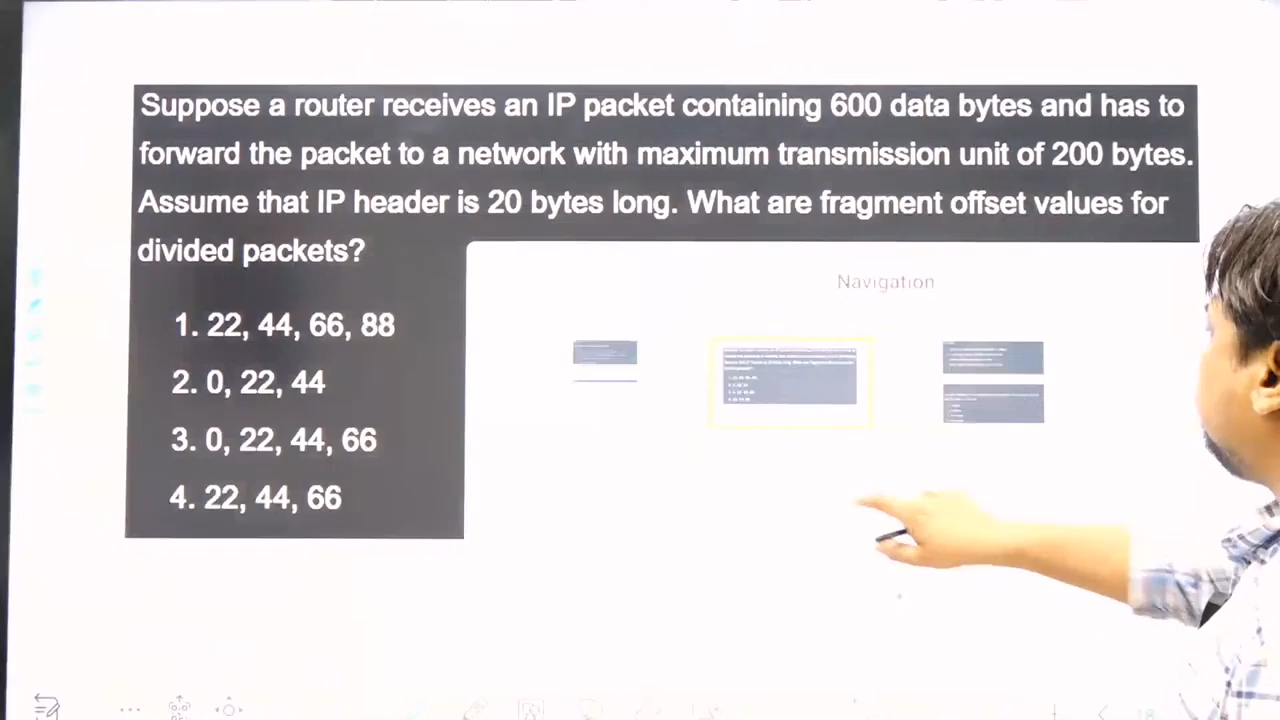 Suppose a router receives an IP packet containing 600 data bytes and has to
forward the packet to a network with maximum transmission unit of 200 bytes.
Assume that IP header is 20 bytes long. What are fragment offset values for
divided packets?
Navigation
1. 22, 44, 66, 88
2. 0, 22, 44
3. 0, 22, 44, 66
4. 22, 44, 66
18